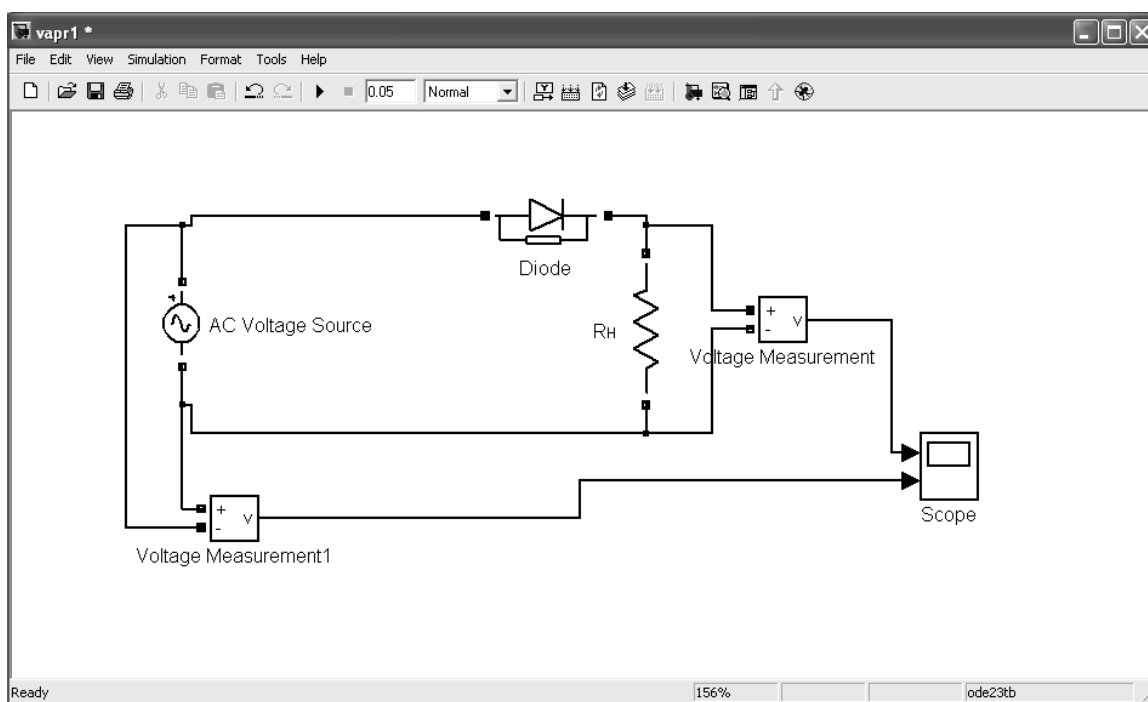 vapr1 *
File Edit View Simulation Format Tools Help
0.05 Normal
Diode
+
AC Voltage Source
Rн
+
- v
Voltage Measurement
+
- v
Voltage Measurement1
Scope
Ready 156% ode23tb